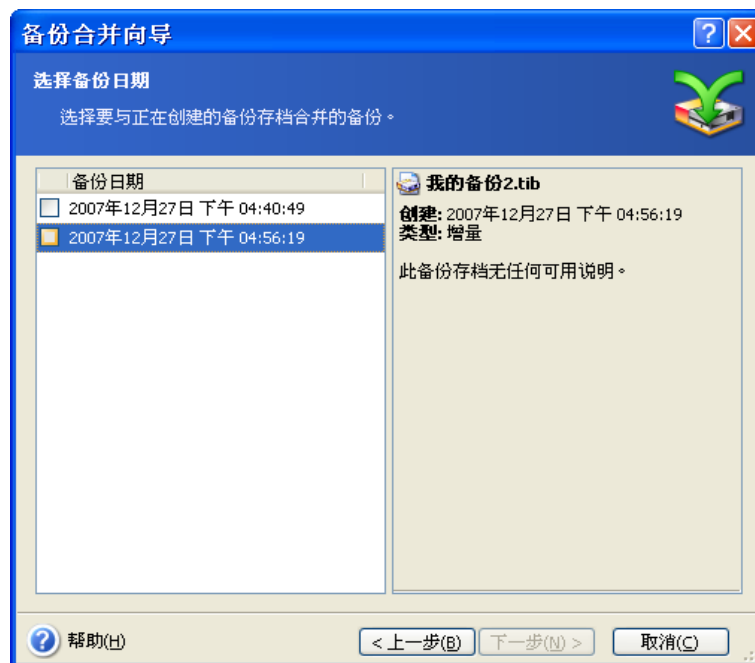 备份合并向导
选择备份日期
选择要与正在创建的备份存档合并的备份。
备份日期
2007年12月27日 下午 04:40:49
2007年12月27日 下午 04:56:19
我的备份2.tib
创建: 2007年12月27日 下午 04:56:19
类型: 增量
此备份存档无任何可用说明。
帮助(H)
< 上一步(B)
下一步(N) >
取消(C)